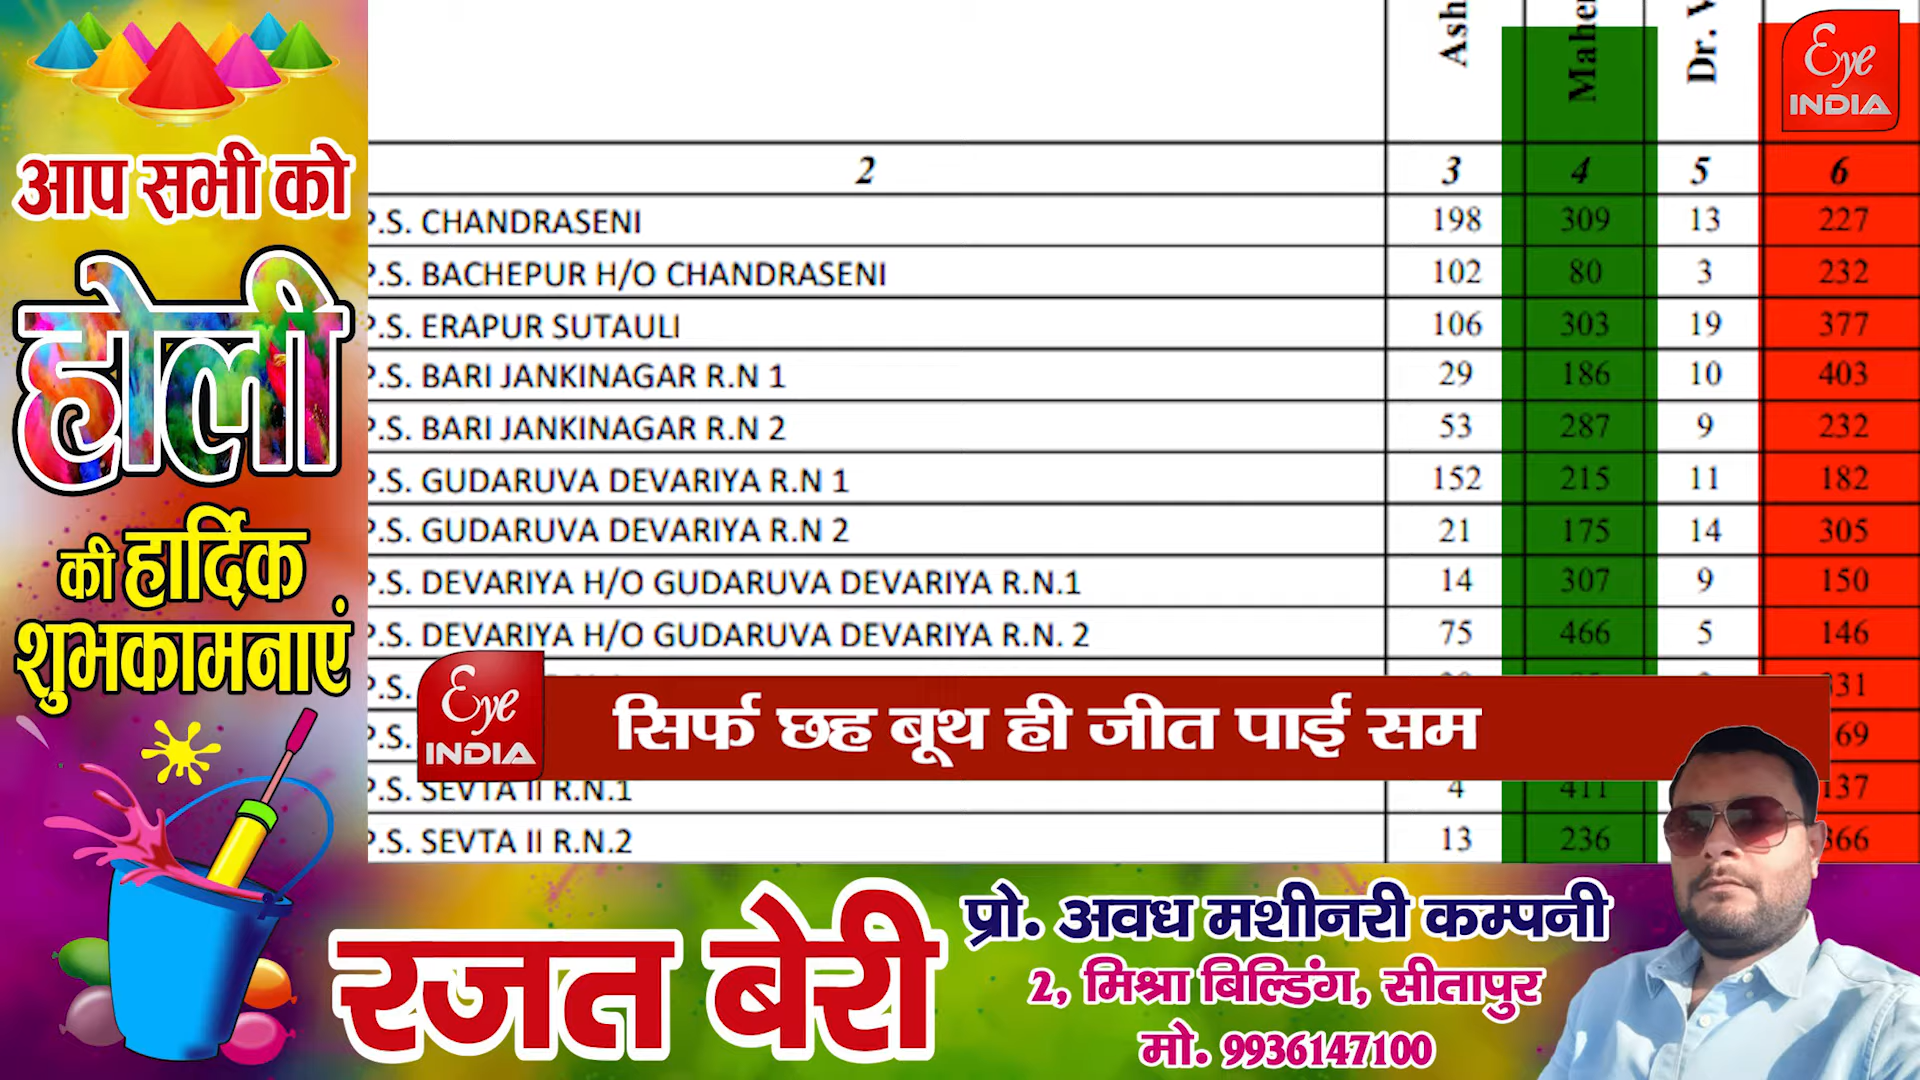 आप सभी को
होली
की हार्दिक
शुभकामनाएं
Eye
INDIA
2 3 4 5 6
P.S. CHANDRASENI 198 309 13 227
P.S. BACHEPUR H/O CHANDRASENI 102 80 3 232
P.S. ERAPUR SUTAULI 106 303 19 377
P.S. BARI JANKINAGAR R.N 1 29 186 10 403
P.S. BARI JANKINAGAR R.N 2 53 287 9 232
P.S. GUDARUVA DEVARIYA R.N 1 152 215 11 182
P.S. GUDARUVA DEVARIYA R.N 2 21 175 14 305
P.S. DEVARIYA H/O GUDARUVA DEVARIYA R.N.1 14 307 9 150
P.S. DEVARIYA H/O GUDARUVA DEVARIYA R.N. 2 75 466 5 146
P.S.
Eye
INDIA
सिर्फ छह बूथ ही जीत पाई सम
P.S. 69
P.S. SEVTA II R.N.1 4 411 137
P.S. SEVTA II R.N.2 13 236 366
रजत बेरी
प्रो. अवध मशीनरी कम्पनी
2, मिश्रा बिल्डिंग, सीतापुर
मो. 9936147100